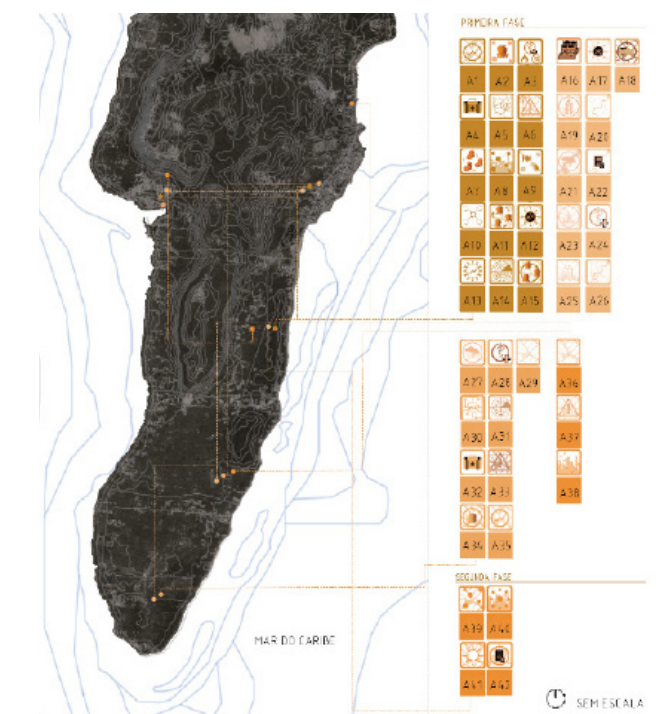 PRIMEIRA FASE
A1 A2 A3 A16 A17 A18
A4 A5 A6 A19 A20
A7 A8 A9 A21 A22
A10 A11 A12 A23 A24
A13 A14 A15 A25 A26
A27 A28 A29 A36
A30 A31 A37
A32 A33 A38
A34 A35
SEGUNDA FASE
A39 A40
A41 A42
MAR DO CARIBE
SEM ESCALA